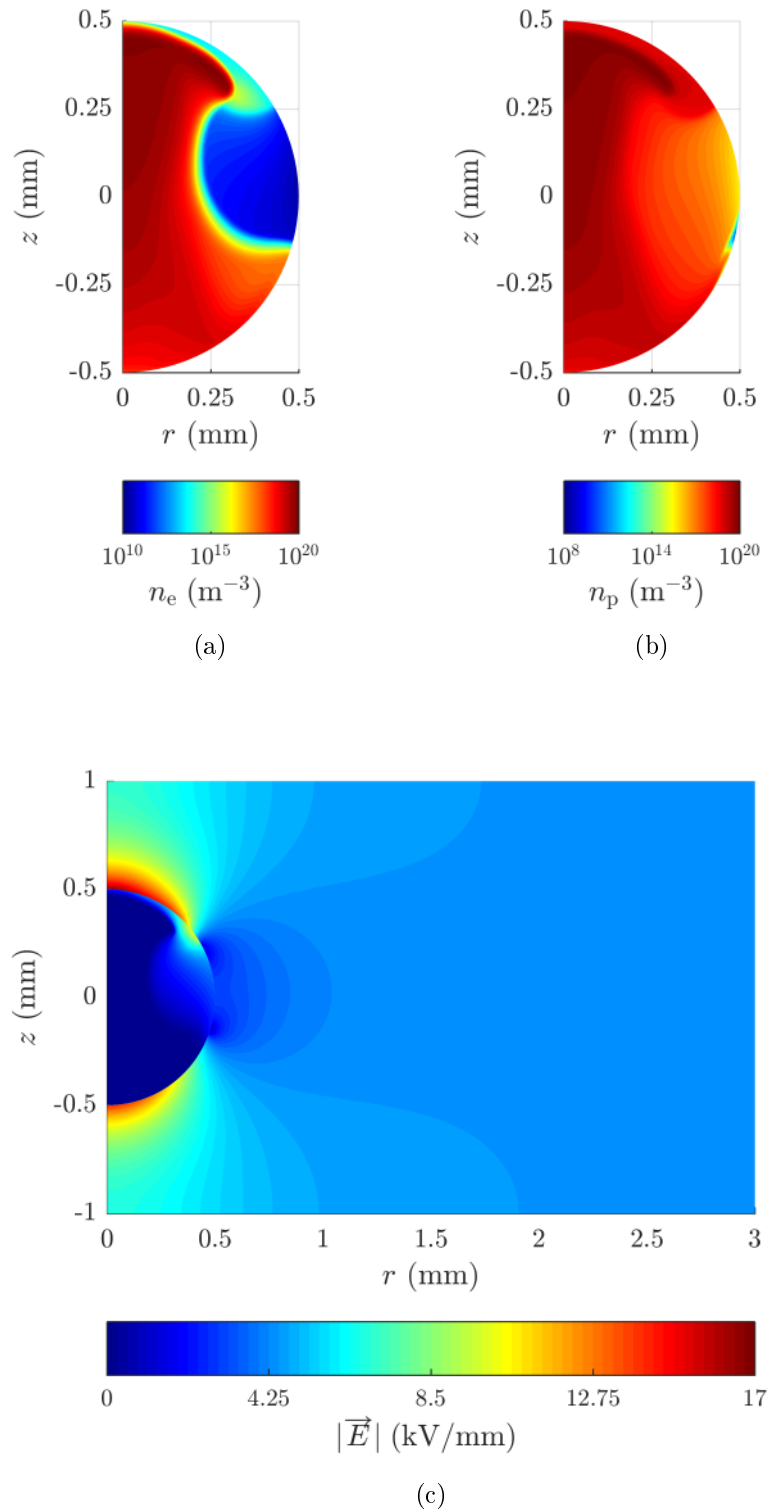 0.5
0.25
0
-0.25
-0.5
z (mm)
0 0.25 0.5
r (mm)
10^10 10^15 10^20
n_e (m^−3)
(a)
0.5
0.25
0
-0.25
-0.5
z (mm)
0 0.25 0.5
r (mm)
10^8 10^14 10^20
n_p (m^−3)
(b)
1
0.5
0
-0.5
-1
z (mm)
0 0.5 1 1.5 2 2.5 3
r (mm)
0 4.25 8.5 12.75 17
|E⃗| (kV/mm)
(c)